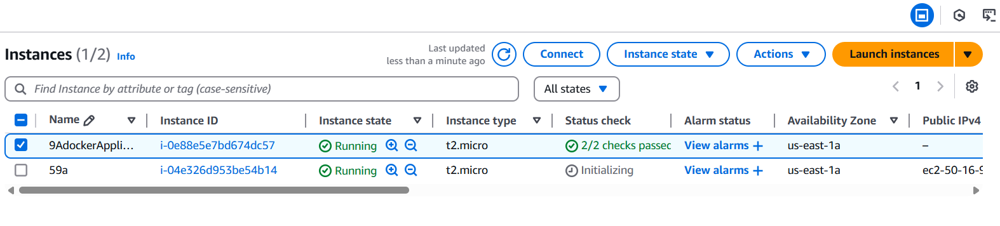 Instances (1/2) Info
Last updated
less than a minute ago
Connect
Instance state
Actions
Launch instances
Find Instance by attribute or tag (case-sensitive)
All states
1
Name Instance ID Instance state Instance type Status check Alarm status Availability Zone Public IPv4
9AdockerAppli... i-0e88e5e7bd674dc57 Running t2.micro 2/2 checks passed View alarms + us-east-1a –
59a i-04e326d953be54b14 Running t2.micro Initializing View alarms + us-east-1a ec2-50-16-9